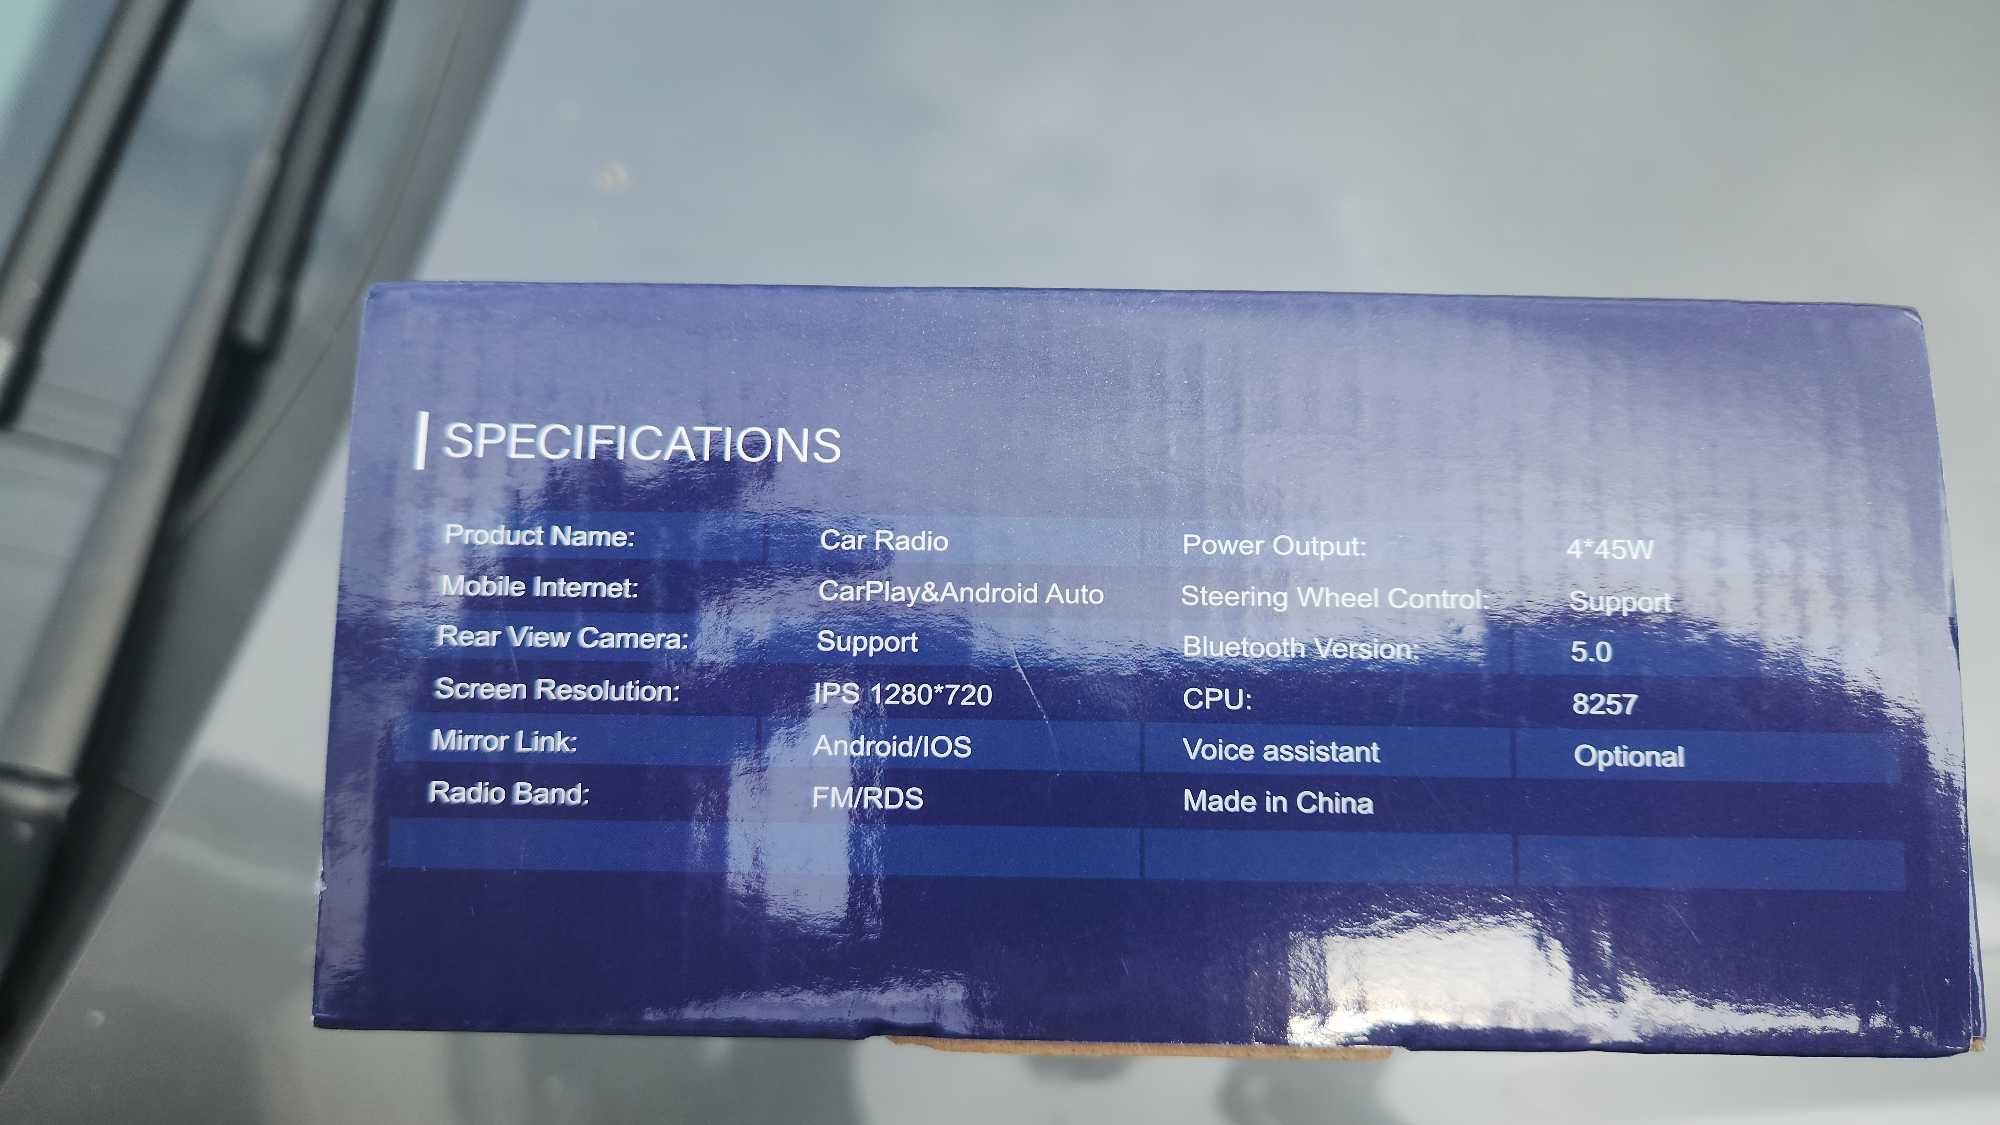 SPECIFICATIONS
Product Name: Car Radio Power Output: 4*45W
Mobile Internet: CarPlay&Android Auto Steering Wheel Control: Support
Rear View Camera: Support Bluetooth Version: 5.0
Screen Resolution: IPS 1280*720 CPU: 8257
Mirror Link: Android/IOS Voice assistant Optional
Radio Band: FM/RDS Made in China